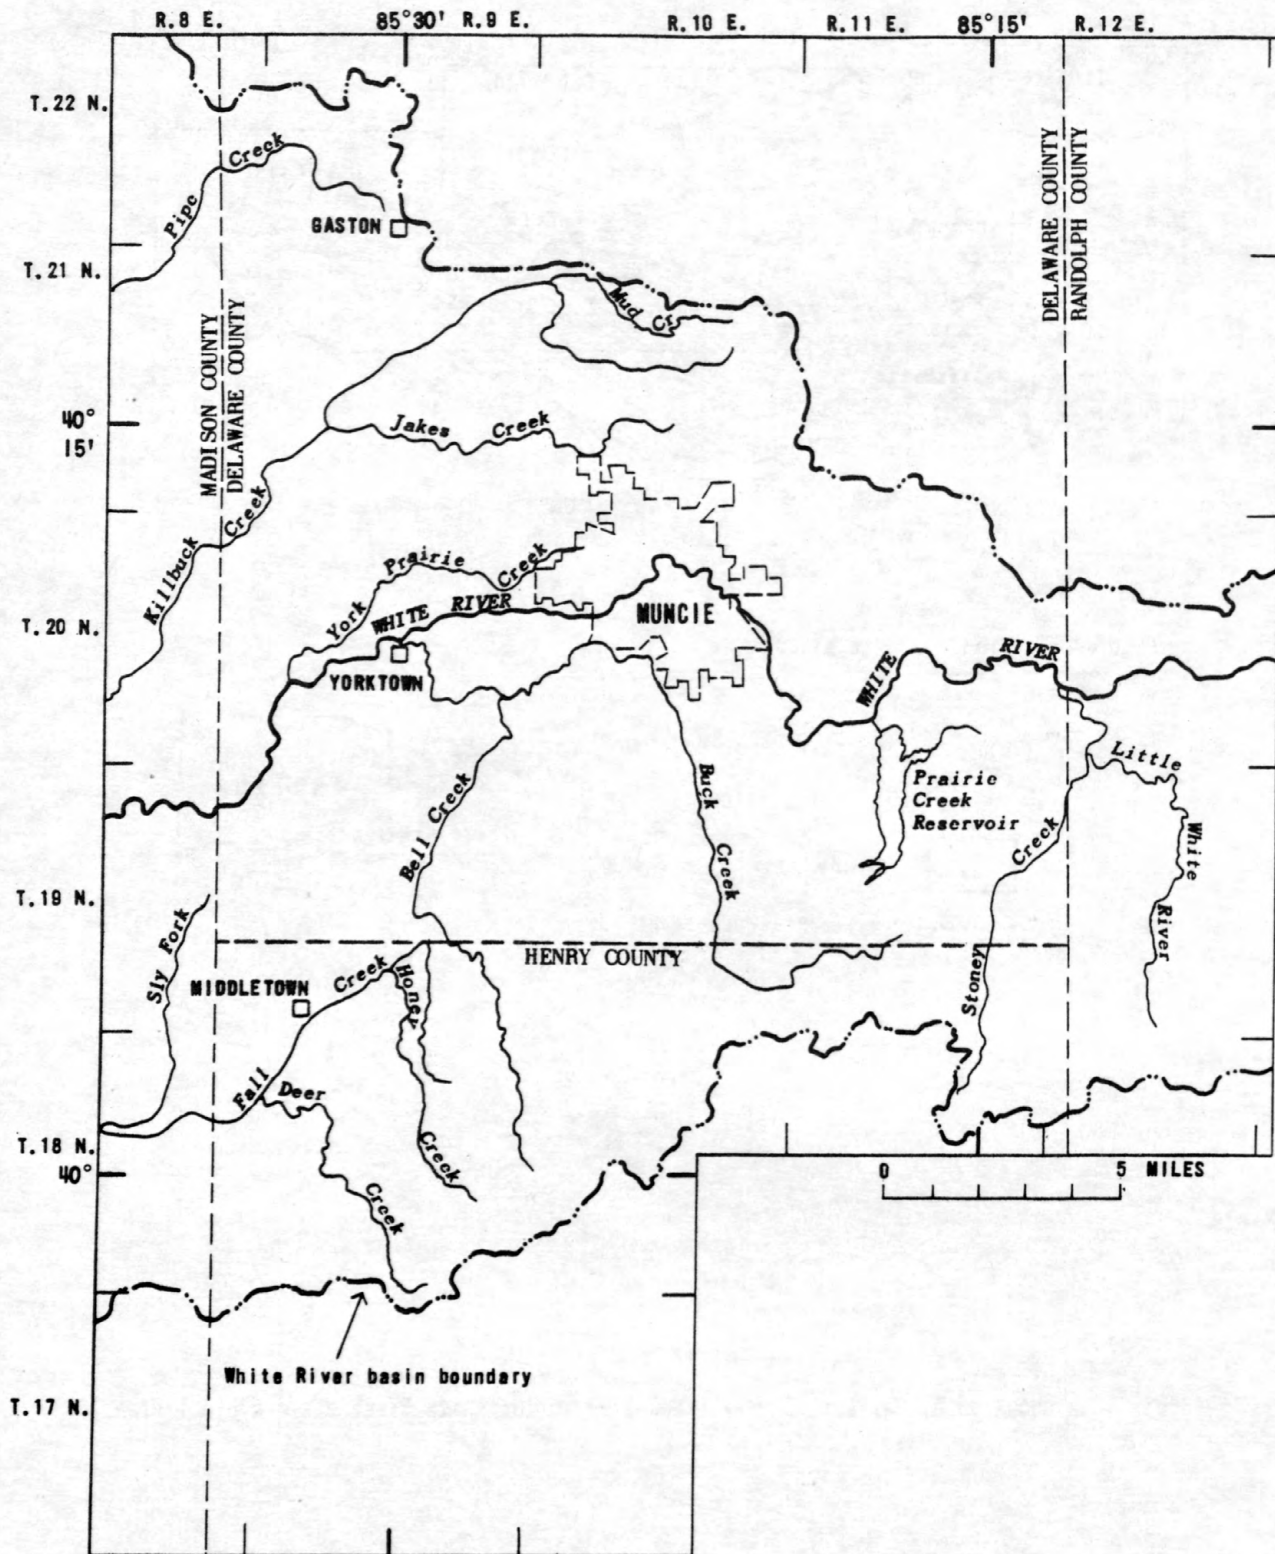 R.8 E.
85°30' R.9 E.
R.10 E.
R.11 E.
85°15'
R.12 E.
T.22 N.
Pipe Creek
GASTON
DELAWARE COUNTY
RANDOLPH COUNTY
T.21 N.
Mud Cr
MADISON COUNTY
DELAWARE COUNTY
40°
15'
Jakes Creek
Killbuck Creek
York Prairie Creek
WHITE RIVER
MUNCIE
T.20 N.
YORKTOWN
WHITE RIVER
Little White River
Prairie
Creek
Reservoir
Bell Creek
Buck Creek
Stoney Creek
T.19 N.
Sly Fork
HENRY COUNTY
MIDDLETOWN
Fall Creek
Honey Creek
Deer Creek
T.18 N.
40°
0 5 MILES
White River basin boundary
T.17 N.